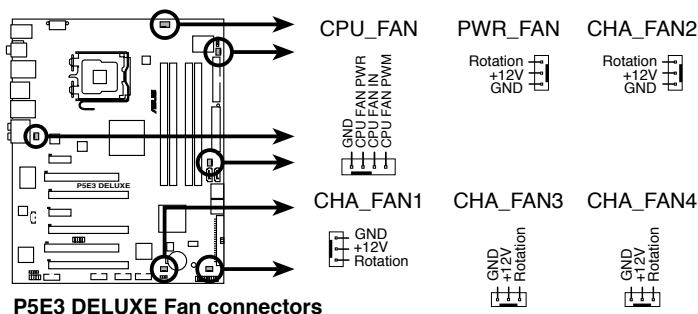 CPU_FAN
GND
CPU FAN PWR
CPU FAN IN
CPU FAN PWM
PWR_FAN
Rotation
+12V
GND
CHA_FAN2
Rotation
+12V
GND
CHA_FAN1
GND
+12V
Rotation
CHA_FAN3
GND
+12V
Rotation
CHA_FAN4
GND
+12V
Rotation
ASUS
P5E3 DELUXE
P5E3 DELUXE Fan connectors